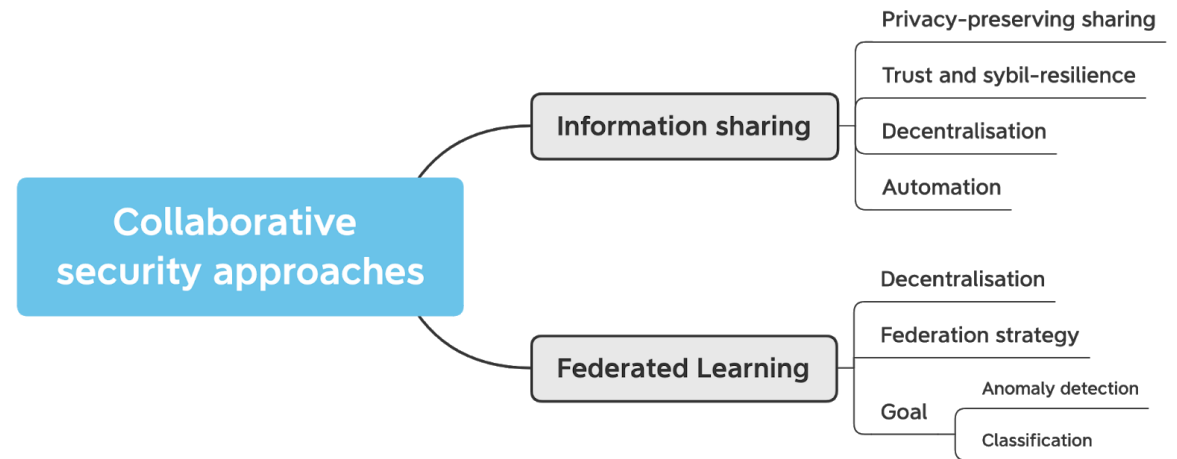 Collaborative
security approaches
Information sharing
Privacy-preserving sharing
Trust and sybil-resilience
Decentralisation
Automation
Federated Learning
Decentralisation
Federation strategy
Goal
Anomaly detection
Classification